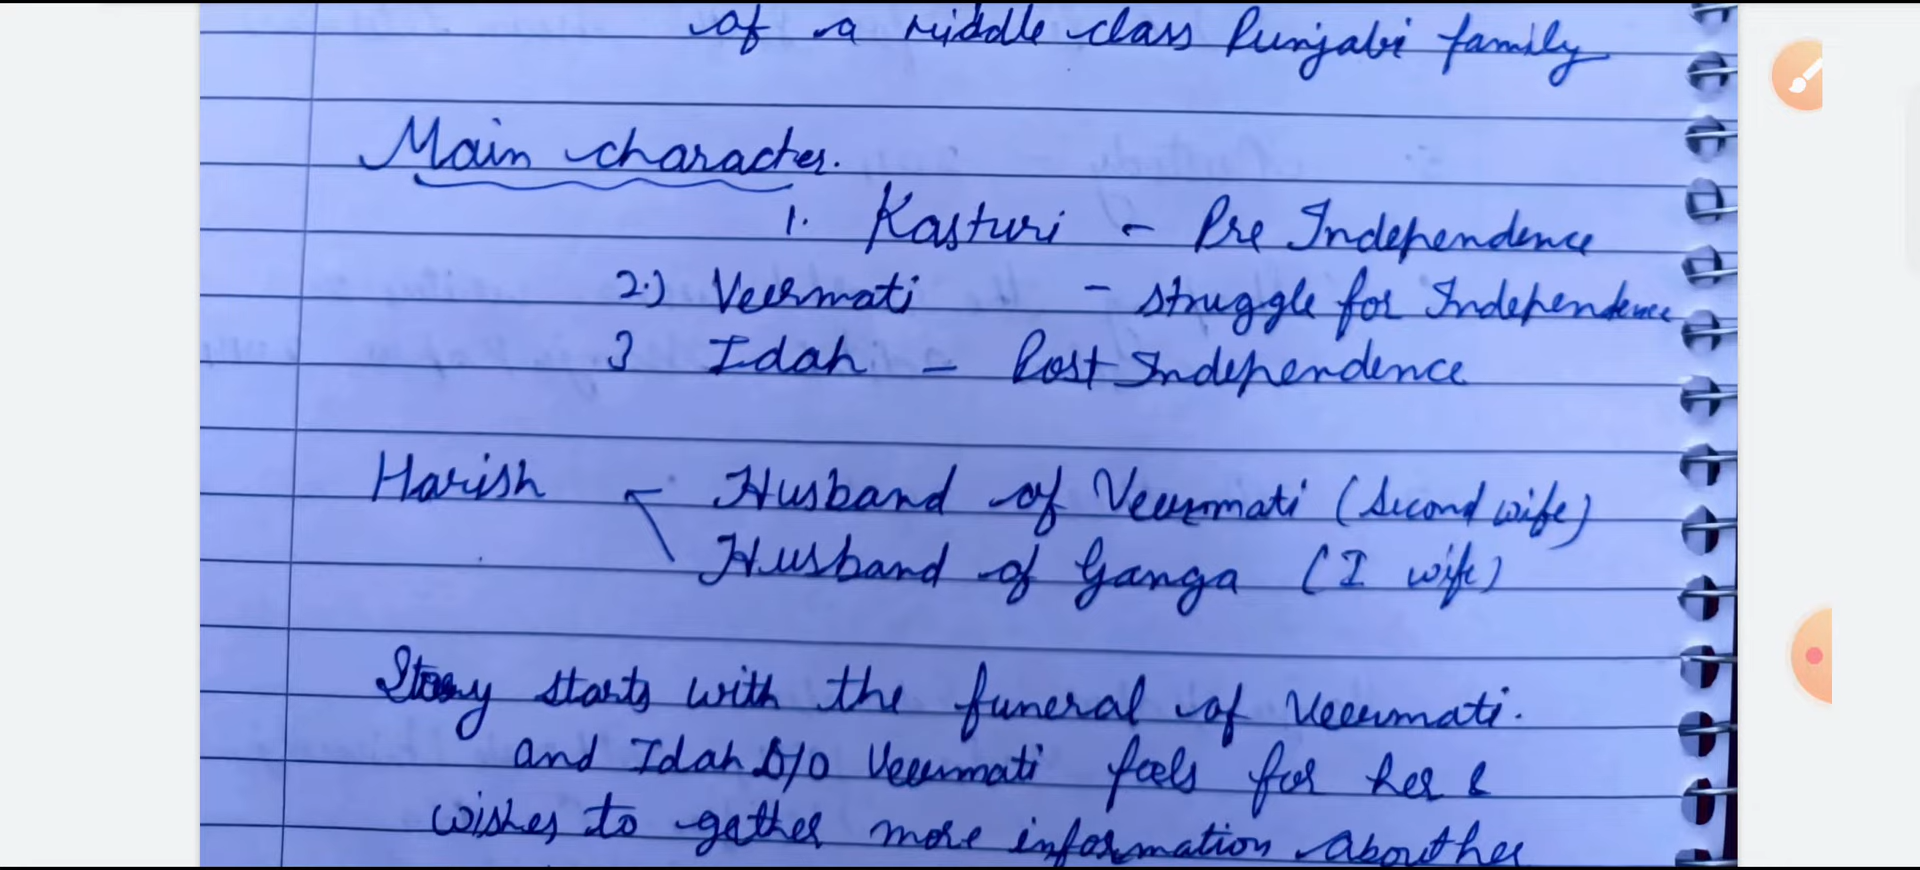 of a middle class Punjabi family
Main character.
1. Kasturi - Pre Independence
2.) Veermati - struggle for Independence
3 Idah - Post Independence
Harish - Husband of Veermati (Second wife)
Husband of Ganga (I wife)
Story starts with the funeral of Veermati.
and Idah D/O Veermati feels for her &
wishes to gather more information about her